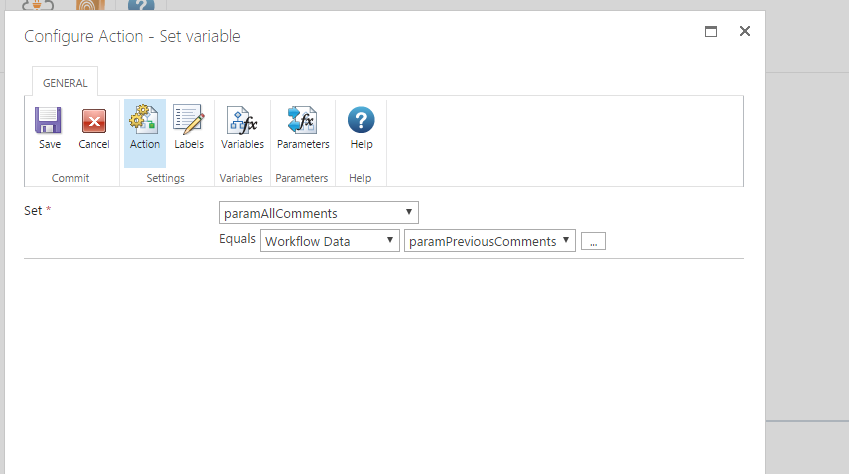 Configure Action - Set variable
GENERAL
Save Cancel Action Labels Variables Parameters Help
Commit Settings Variables Parameters Help
Set * paramAllComments
Equals Workflow Data paramPreviousComments ...